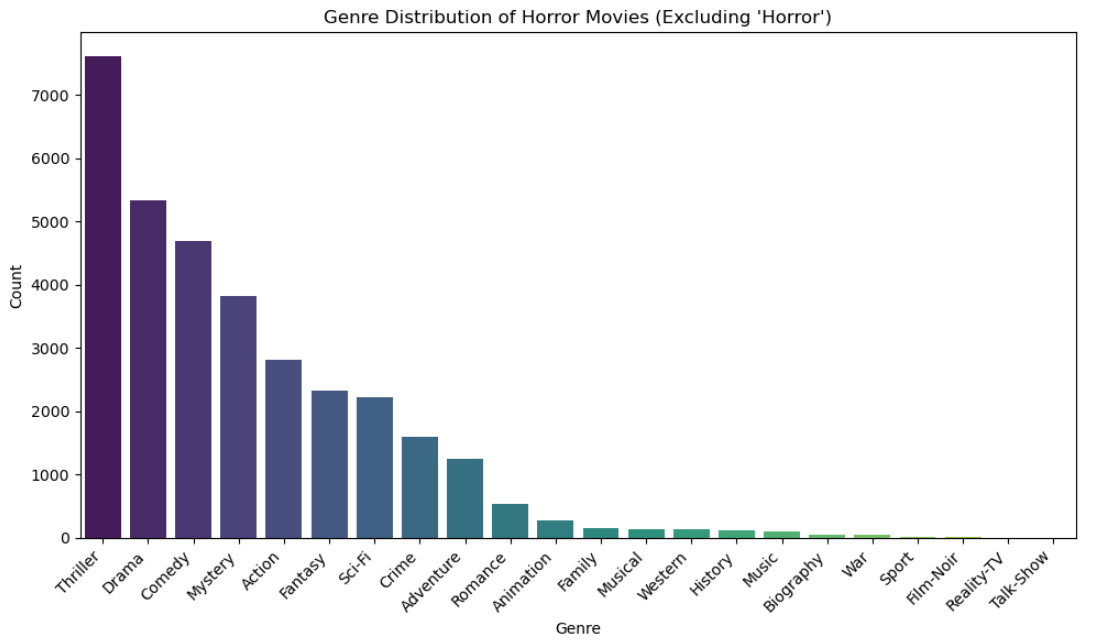 Genre Distribution of Horror Movies (Excluding 'Horror')
Count
7000
6000
5000
4000
3000
2000
1000
0
Thriller
Drama
Comedy
Mystery
Action
Fantasy
Sci-Fi
Crime
Adventure
Romance
Animation
Family
Musical
Western
History
Music
Biography
War
Sport
Film-Noir
Reality-TV
Talk-Show
Genre